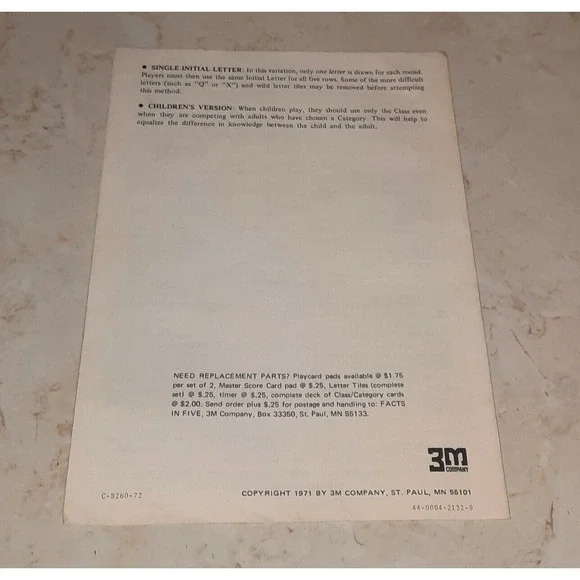 • SINGLE INITIAL LETTER: In this variation, only one letter is drawn for each round.
Players must then use the same Initial Letter for all five rows. Some of the more difficult
letters (such as "Q" or "X") and wild letter tiles may be removed before attempting
this method.
• CHILDREN'S VERSION: When children play, they should use only the Class even
when they are competing with adults who have chosen a Category. This will help to
equalize the difference in knowledge between the child and the adult.
NEED REPLACEMENT PARTS? Playcard pads available @ $1.75
per set of 2, Master Score Card pad @ $.25, Letter Tiles (complete
set) @ $.25, timer @ $.25, complete deck of Class/Category cards
@ $2.00. Send order plus $.25 for postage and handling to: FACTS
IN FIVE, 3M Company, Box 33350, St. Paul, MN 55133.
3M
COMPANY
C-8260-72
COPYRIGHT 1971 BY 3M COMPANY, ST. PAUL, MN 55101
44-0004-2132-0